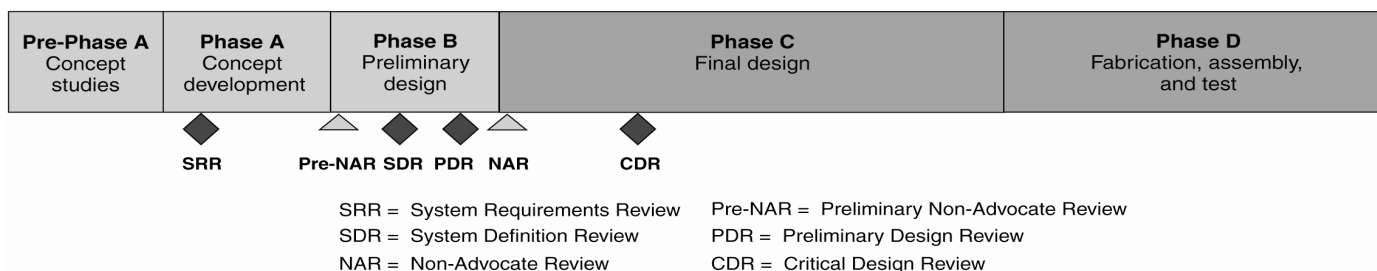 Pre-Phase A
Concept
studies
Phase A
Concept
development
Phase B
Preliminary
design
Phase C
Final design
Phase D
Fabrication, assembly,
and test
SRR
Pre-NAR
SDR
PDR
NAR
CDR
SRR = System Requirements Review
SDR = System Definition Review
NAR = Non-Advocate Review
Pre-NAR = Preliminary Non-Advocate Review
PDR = Preliminary Design Review
CDR = Critical Design Review